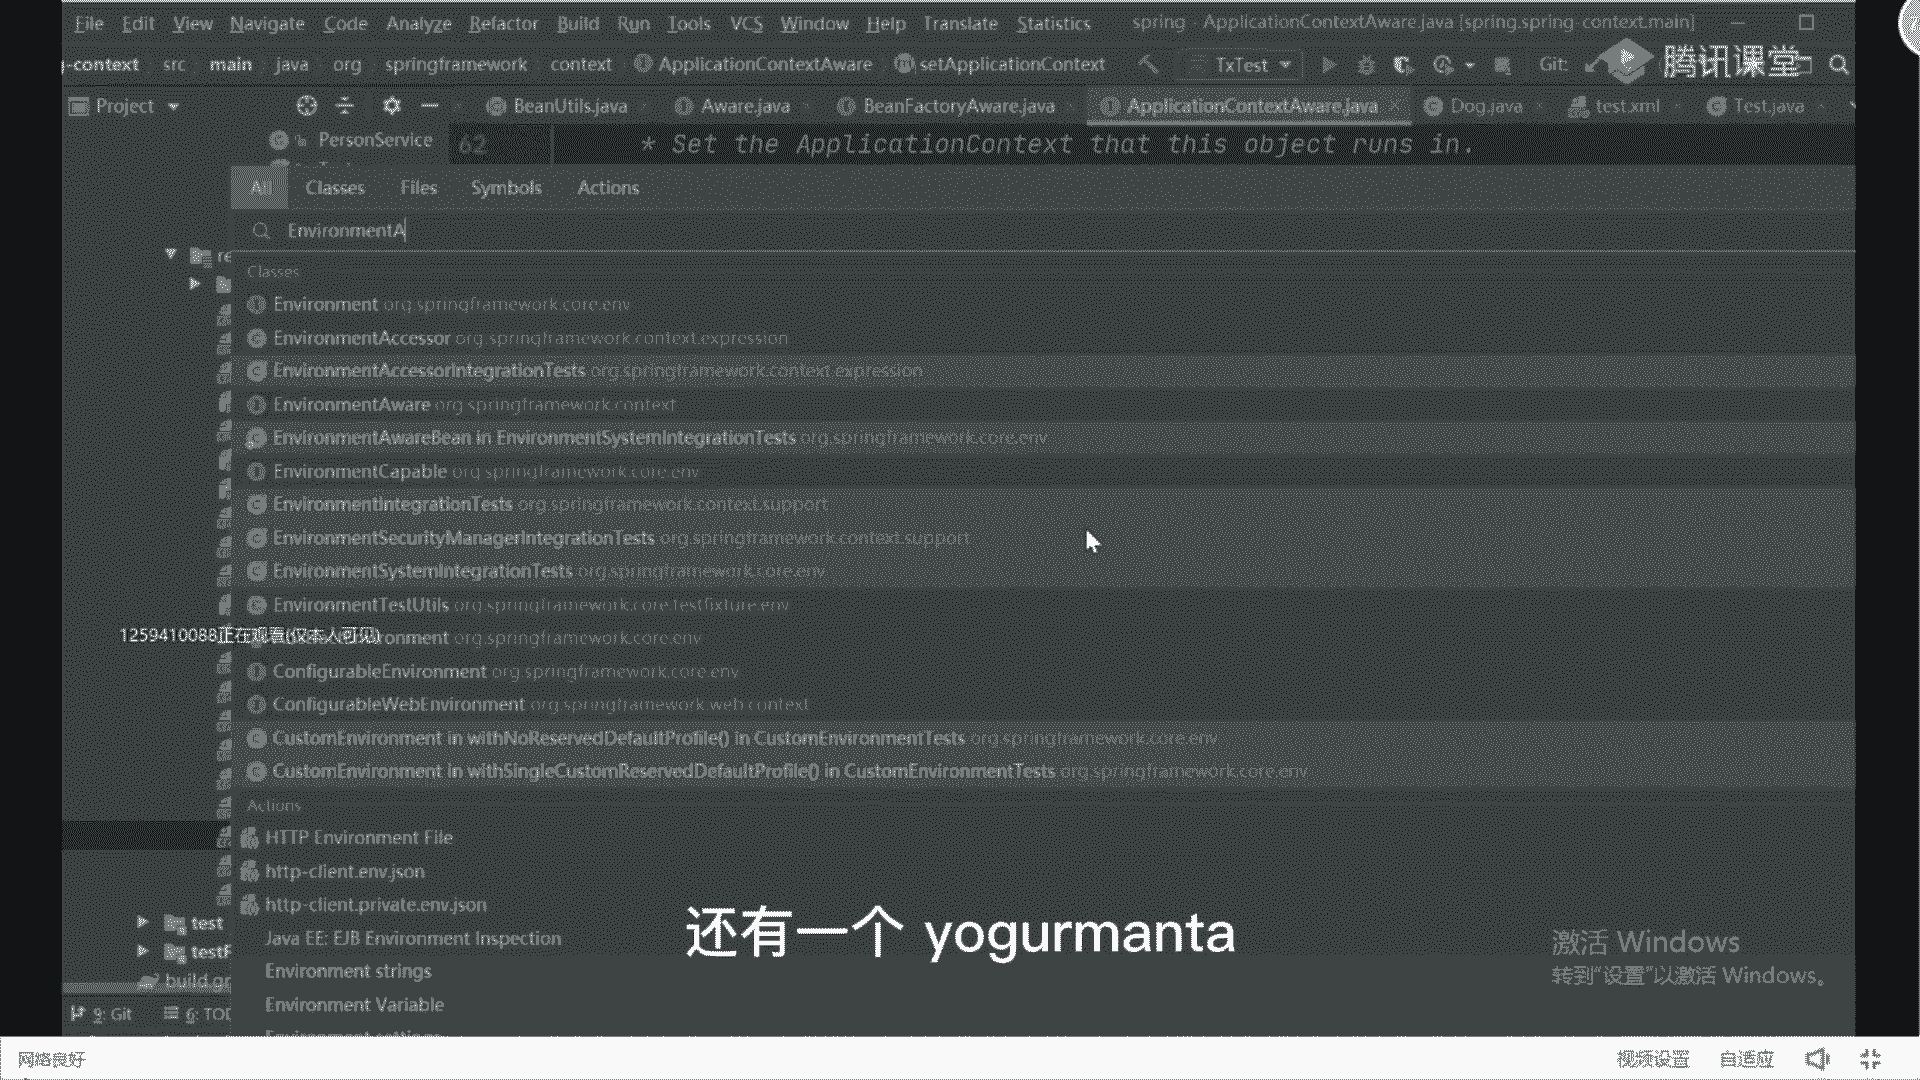 File Edit View Navigate Code Analyze Refactor Build Run Tools VCS Window Help Translate Statistics spring - ApplicationContextAware.java [spring.spring-context.main]
g-context src main java org springframework context ApplicationContextAware setApplicationContext TxTest Git: 腾讯课堂
Project BeanUtils.java Aware.java BeanFactoryAware.java ApplicationContextAware.java Dog.java test.xml Test.java
PersonService 62 * Set the ApplicationContext that this object runs in.
All Classes Files Symbols Actions
EnvironmentA
re
Classes
Environment org.springframework.core.env
EnvironmentAccessor org.springframework.context.expression
EnvironmentAccessorIntegrationTests org.springframework.context.expression
EnvironmentAware org.springframework.context
EnvironmentAwareBean in EnvironmentSystemIntegrationTests org.springframework.core.env
EnvironmentCapable org.springframework.core.env
EnvironmentIntegrationTests org.springframework.context.support
EnvironmentSecurityManagerIntegrationTests org.springframework.context.support
EnvironmentSystemIntegrationTests org.springframework.core.env
EnvironmentTestUtils org.springframework.core.testfixture.env
1259410088正在观看(仅本人可见)
ronment org.springframework.core.env
ConfigurableEnvironment org.springframework.core.env
ConfigurableWebEnvironment org.springframework.web.context
CustomEnvironment in withNoReservedDefaultProfile() in CustomEnvironmentTests org.springframework.core.env
CustomEnvironment in withSingleCustomReservedDefaultProfile() in CustomEnvironmentTests org.springframework.core.env
Actions
HTTP Environment File
http-client.env.json
http-client.private.env.json
test
Java EE: EJB Environment Inspection
还有一个 yogurmanta
激活 Windows
testF
Environment strings
转到“设置”以激活 Windows。
build.gr
Environment Variable
9: Git 6: TOD
Environment settings
网络良好 视频设置 自适应